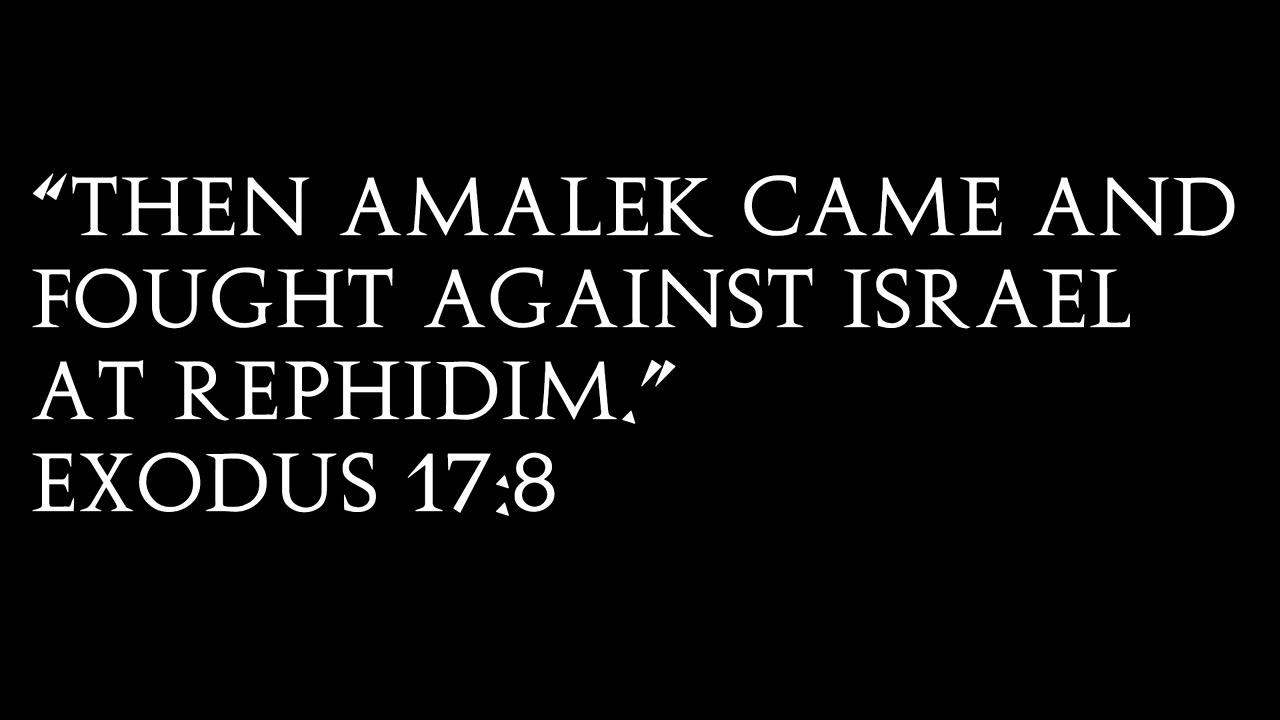 “THEN AMALEK CAME AND
FOUGHT AGAINST ISRAEL
AT REPHIDIM.”
EXODUS 17:8